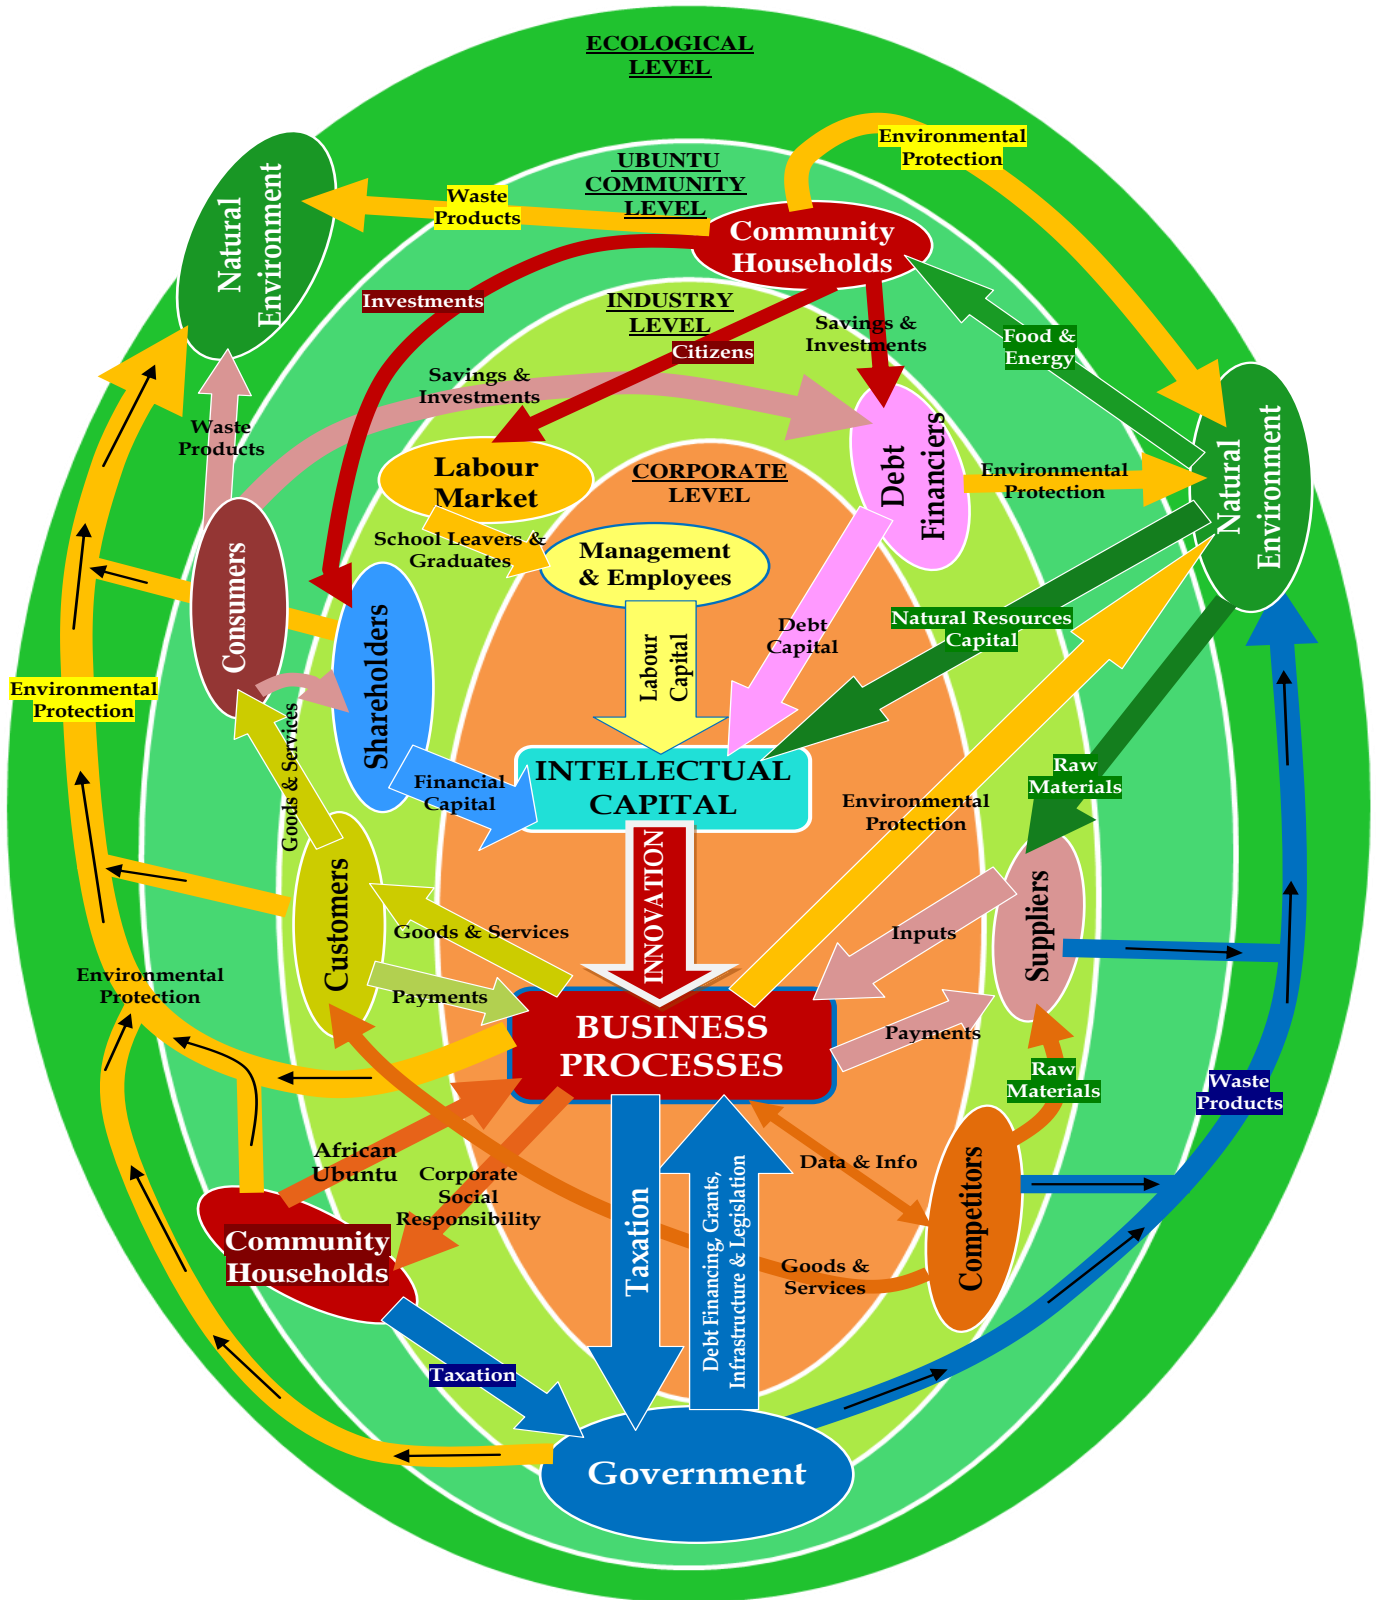 ECOLOGICAL
LEVEL
Environmental
Protection
UBUNTU
COMMUNITY
LEVEL
Waste
Products
Community
Households
Natural
Environment
Investments
INDUSTRY
LEVEL
Savings &
Investments
Citizens
Food &
Energy
Savings &
Investments
Waste
Products
Labour
Market
CORPORATE
LEVEL
Debt
Financiers
Environmental
Protection
Natural
Environment
School Leavers &
Graduates
Management
& Employees
Consumers
Shareholders
Labour
Capital
Debt
Capital
Natural Resources
Capital
Environmental
Protection
Goods & Services
Financial
Capital
INTELLECTUAL
CAPITAL
Environmental
Protection
Raw
Materials
INNOVATION
Customers
Goods & Services
Inputs
Suppliers
Environmental
Protection
Payments
BUSINESS
PROCESSES
Payments
Raw
Materials
Waste
Products
African
Ubuntu
Corporate
Social
Responsibility
Data & Info
Competitors
Community
Households
Taxation
Debt Financing, Grants,
Infrastructure & Legislation
Goods &
Services
Taxation
Government